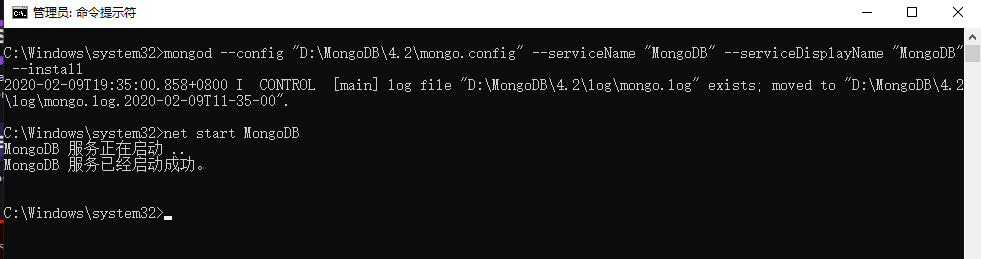 管理员: 命令提示符
C:\Windows\system32>mongod --config "D:\MongoDB\4.2\mongo.config" --serviceName "MongoDB" --serviceDisplayName "MongoDB"
--install
2020-02-09T19:35:00.858+0800 I  CONTROL  [main] log file "D:\MongoDB\4.2\log\mongo.log" exists; moved to "D:\MongoDB\4.2
\log\mongo.log.2020-02-09T11-35-00".
C:\Windows\system32>net start MongoDB
MongoDB 服务正在启动 ..
MongoDB 服务已经启动成功。
C:\Windows\system32>